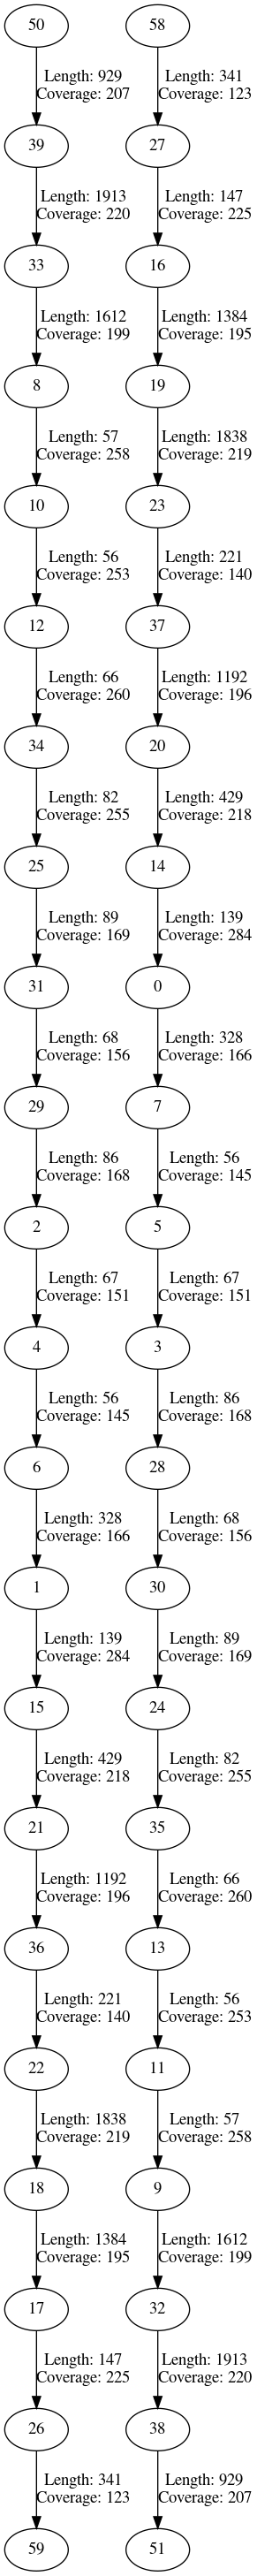 50
Length: 929
Coverage: 207
39
Length: 1913
Coverage: 220
33
Length: 1612
Coverage: 199
8
Length: 57
Coverage: 258
10
Length: 56
Coverage: 253
12
Length: 66
Coverage: 260
34
Length: 82
Coverage: 255
25
Length: 89
Coverage: 169
31
Length: 68
Coverage: 156
29
Length: 86
Coverage: 168
2
Length: 67
Coverage: 151
4
Length: 56
Coverage: 145
6
Length: 328
Coverage: 166
1
Length: 139
Coverage: 284
15
Length: 429
Coverage: 218
21
Length: 1192
Coverage: 196
36
Length: 221
Coverage: 140
22
Length: 1838
Coverage: 219
18
Length: 1384
Coverage: 195
17
Length: 147
Coverage: 225
26
Length: 341
Coverage: 123
59
58
Length: 341
Coverage: 123
27
Length: 147
Coverage: 225
16
Length: 1384
Coverage: 195
19
Length: 1838
Coverage: 219
23
Length: 221
Coverage: 140
37
Length: 1192
Coverage: 196
20
Length: 429
Coverage: 218
14
Length: 139
Coverage: 284
0
Length: 328
Coverage: 166
7
Length: 56
Coverage: 145
5
Length: 67
Coverage: 151
3
Length: 86
Coverage: 168
28
Length: 68
Coverage: 156
30
Length: 89
Coverage: 169
24
Length: 82
Coverage: 255
35
Length: 66
Coverage: 260
13
Length: 56
Coverage: 253
11
Length: 57
Coverage: 258
9
Length: 1612
Coverage: 199
32
Length: 1913
Coverage: 220
38
Length: 929
Coverage: 207
51